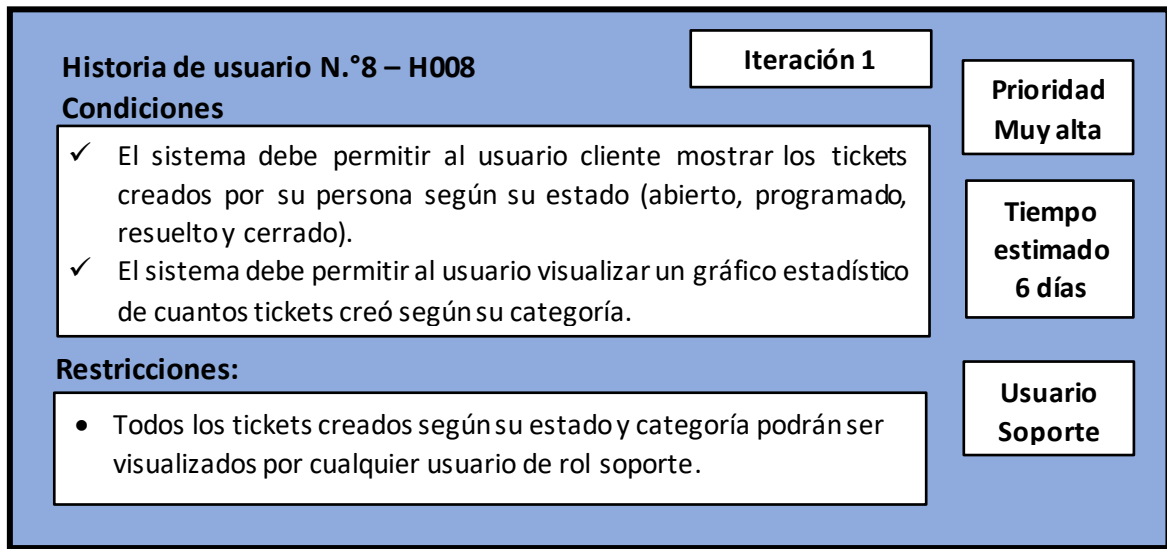 Historia de usuario N.°8 – H008
Iteración 1
Condiciones
✓ El sistema debe permitir al usuario cliente mostrar los tickets
creados por su persona según su estado (abierto, programado,
resuelto y cerrado).
✓ El sistema debe permitir al usuario visualizar un gráfico estadístico
de cuantos tickets creó según su categoría.
Restricciones:
• Todos los tickets creados según su estado y categoría podrán ser
visualizados por cualquier usuario de rol soporte.
Prioridad
Muy alta
Tiempo
estimado
6 días
Usuario
Soporte